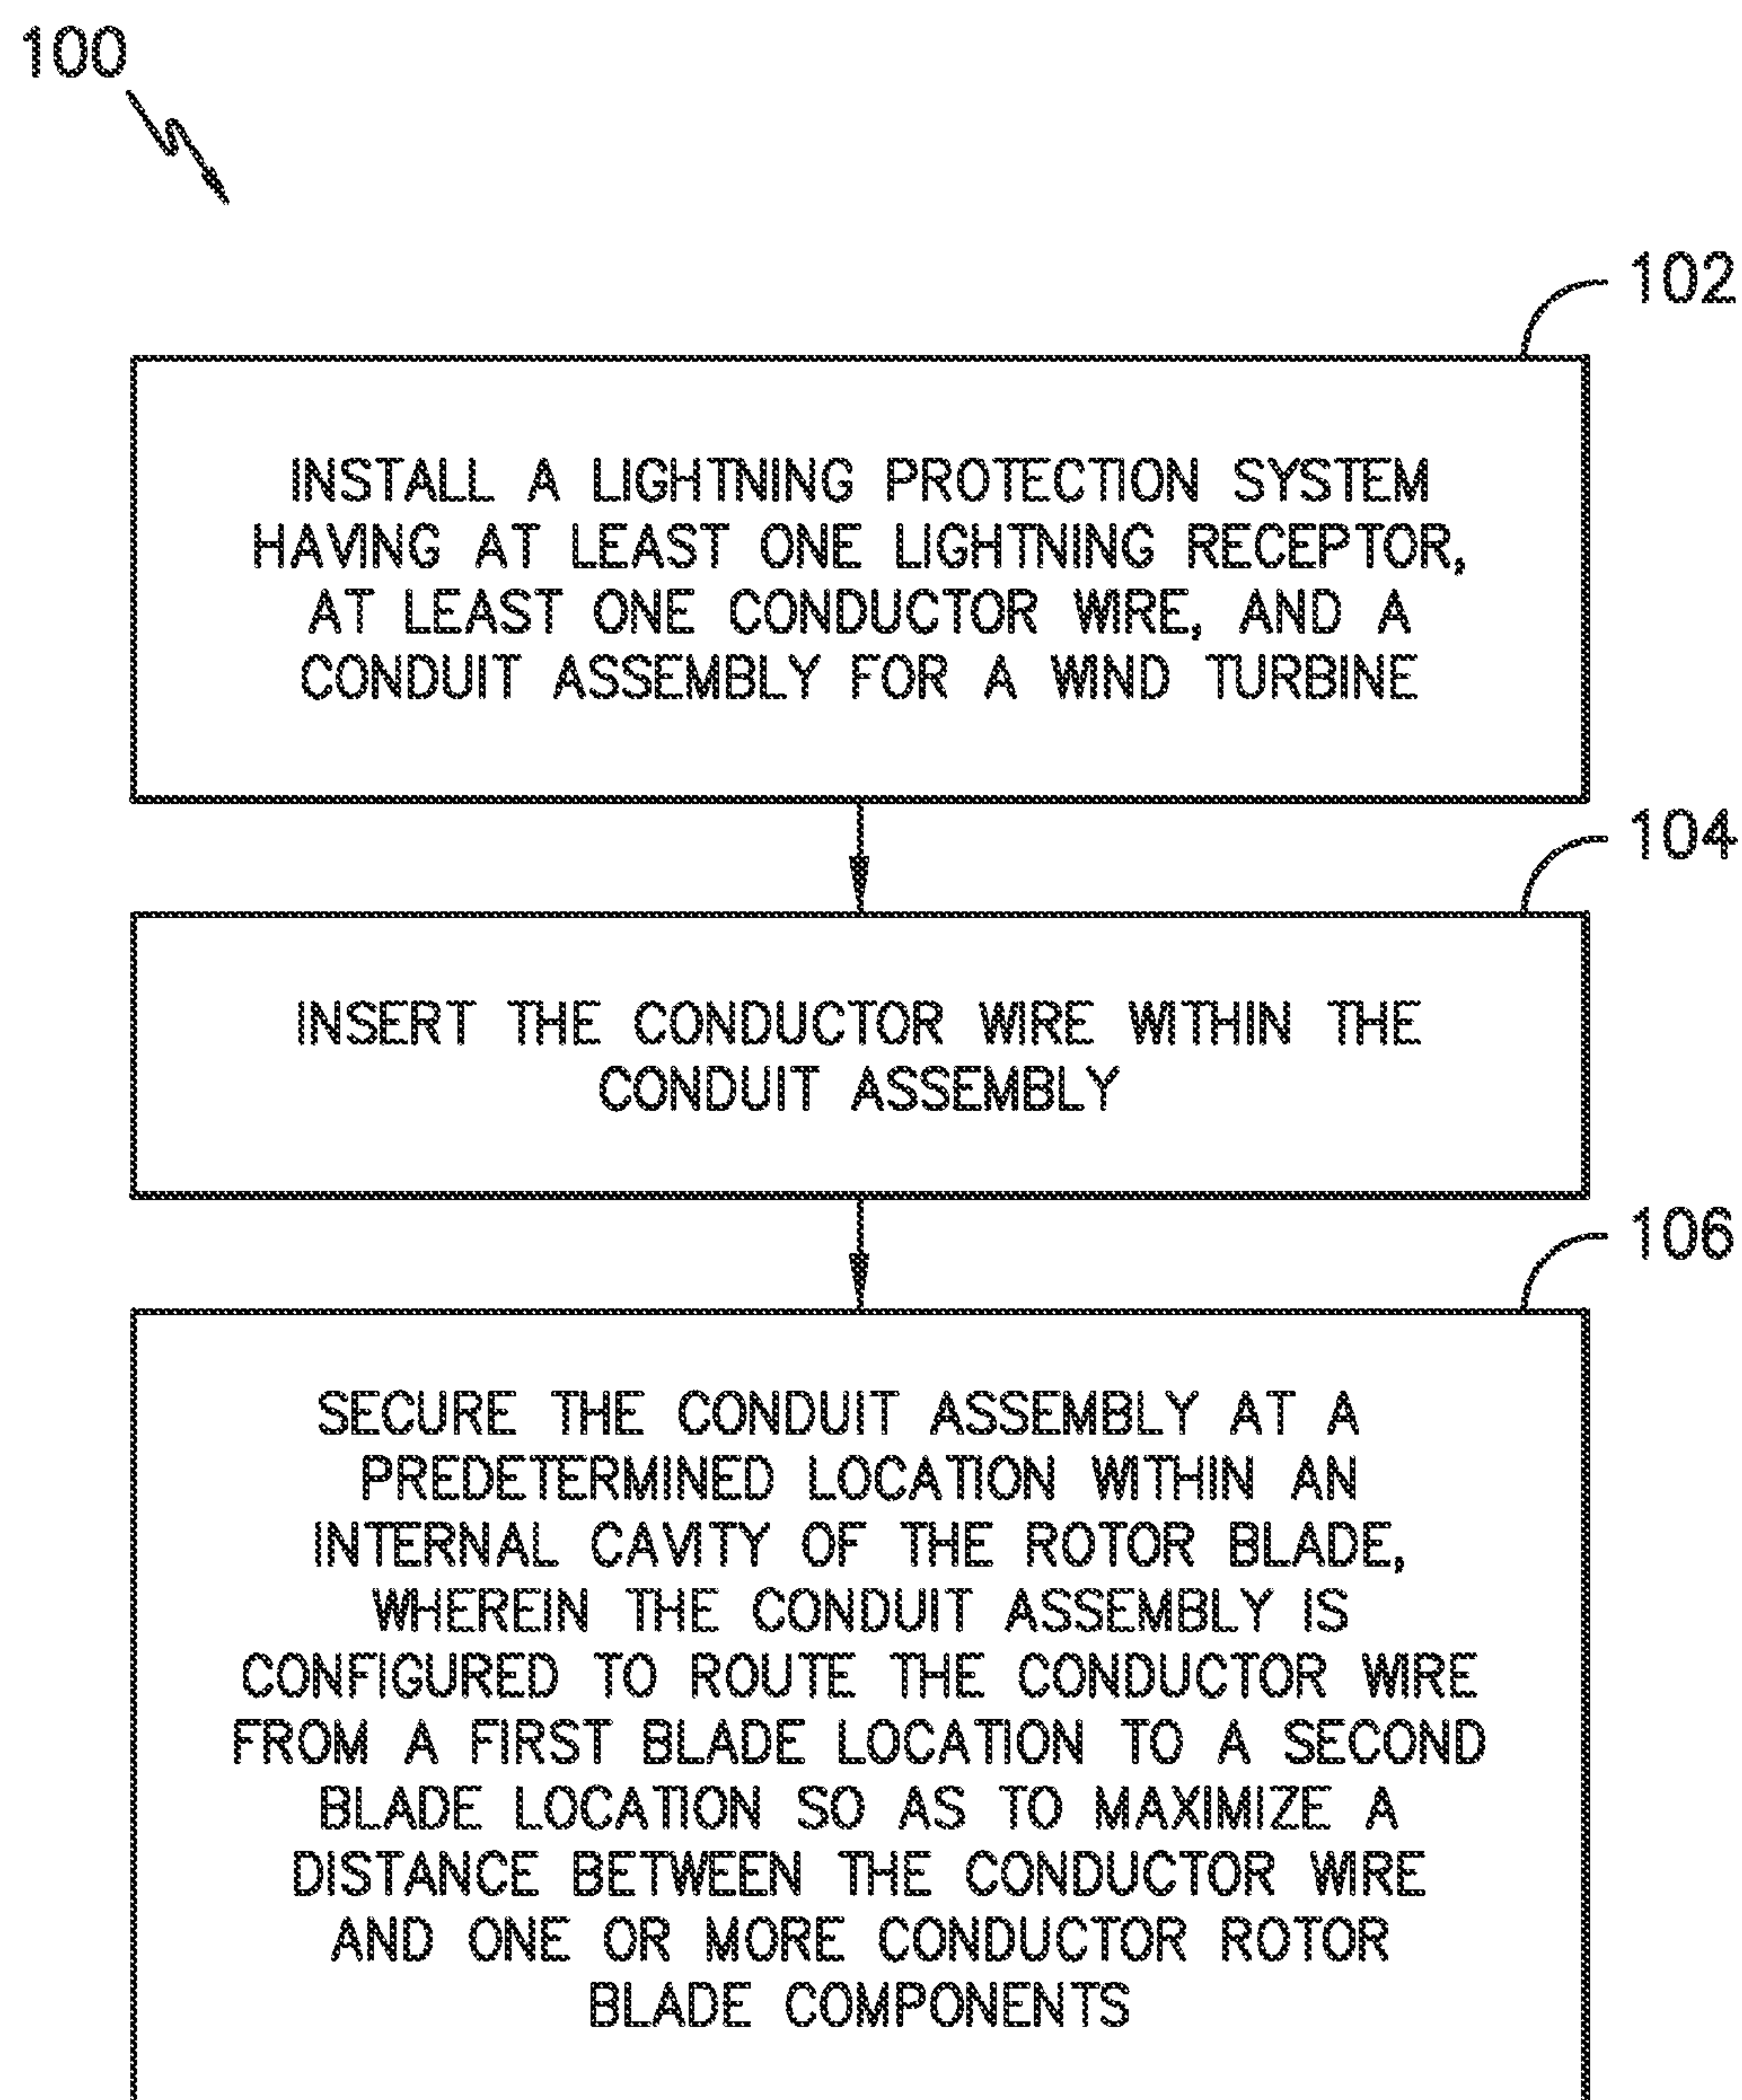 100
102
INSTALL A LIGHTNING PROTECTION SYSTEM
HAVING AT LEAST ONE LIGHTNING RECEPTOR,
AT LEAST ONE CONDUCTOR WIRE, AND A
CONDUIT ASSEMBLY FOR A WIND TURBINE
104
INSERT THE CONDUCTOR WIRE WITHIN THE
CONDUIT ASSEMBLY
106
SECURE THE CONDUIT ASSEMBLY AT A
PREDETERMINED LOCATION WITHIN AN
INTERNAL CAVITY OF THE ROTOR BLADE,
WHEREIN THE CONDUIT ASSEMBLY IS
CONFIGURED TO ROUTE THE CONDUCTOR WIRE
FROM A FIRST BLADE LOCATION TO A SECOND
BLADE LOCATION SO AS TO MAXIMIZE A
DISTANCE BETWEEN THE CONDUCTOR WIRE
AND ONE OR MORE CONDUCTOR ROTOR
BLADE COMPONENTS